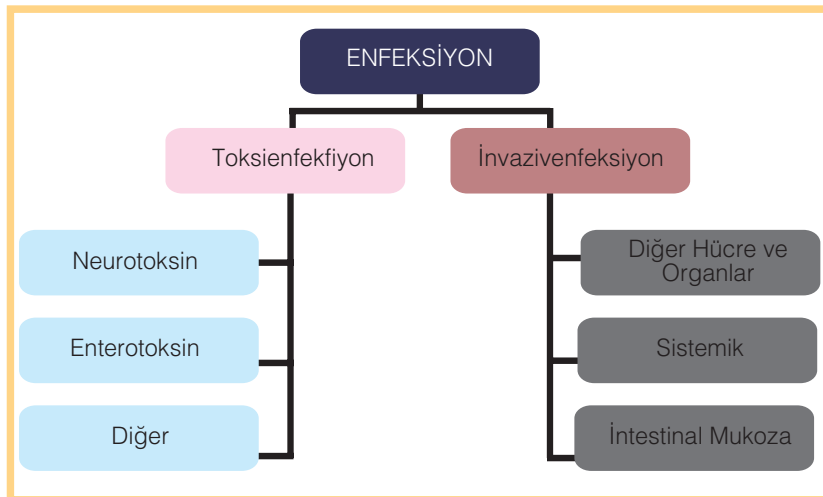 ENFEKSİYON
Toksienfekfiyon
İnvazivenfeksiyon
Neurotoksin
Enterotoksin
Diğer
Diğer Hücre ve
Organlar
Sistemik
İntestinal Mukoza